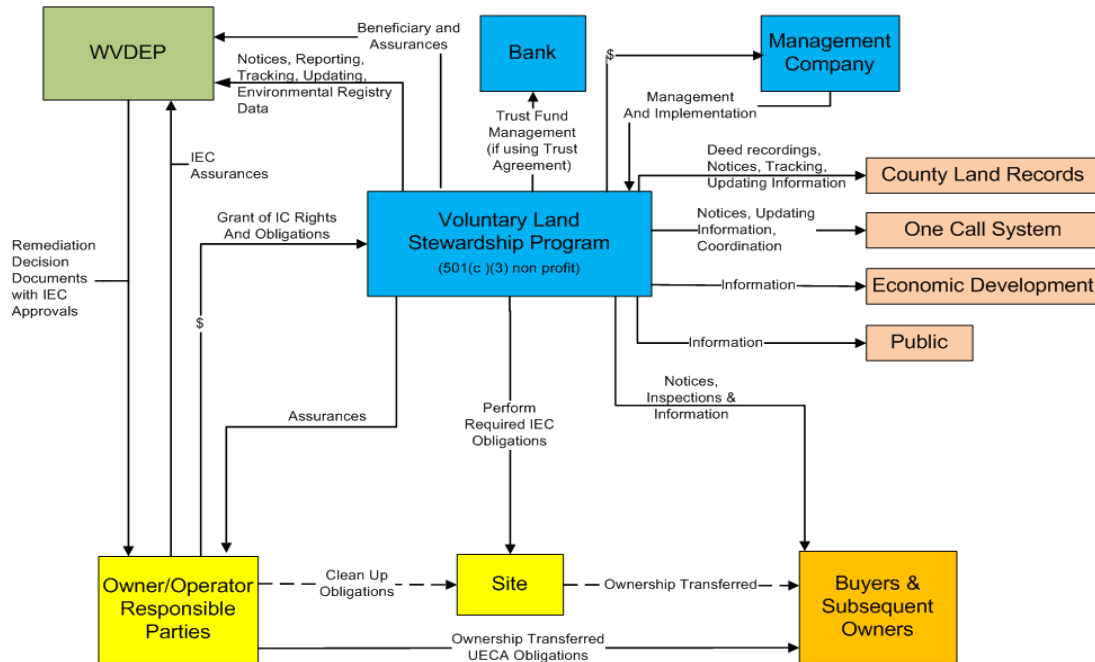 WVDEP
Beneficiary and
Assurances
Notices, Reporting,
Tracking, Updating,
Environmental Registry
Data
Bank
$
Management
Company
Management
And Implementation
Trust Fund
Management
(if using Trust
Agreement)
Deed recordings,
Notices, Tracking,
Updating Information
County Land Records
IEC
Assurances
Grant of IC Rights
And Obligations
Voluntary Land
Stewardship Program
(501(c )(3) non profit)
Notices, Updating
Information,
Coordination
One Call System
Information
Economic Development
Information
Public
Remediation
Decision
Documents
with IEC
Approvals
$
Assurances
Perform
Required IEC
Obligations
Notices,
Inspections &
Information
Owner/Operator
Responsible
Parties
Clean Up
Obligations
Site
Ownership Transferred
Buyers &
Subsequent
Owners
Ownership Transferred
UECA Obligations